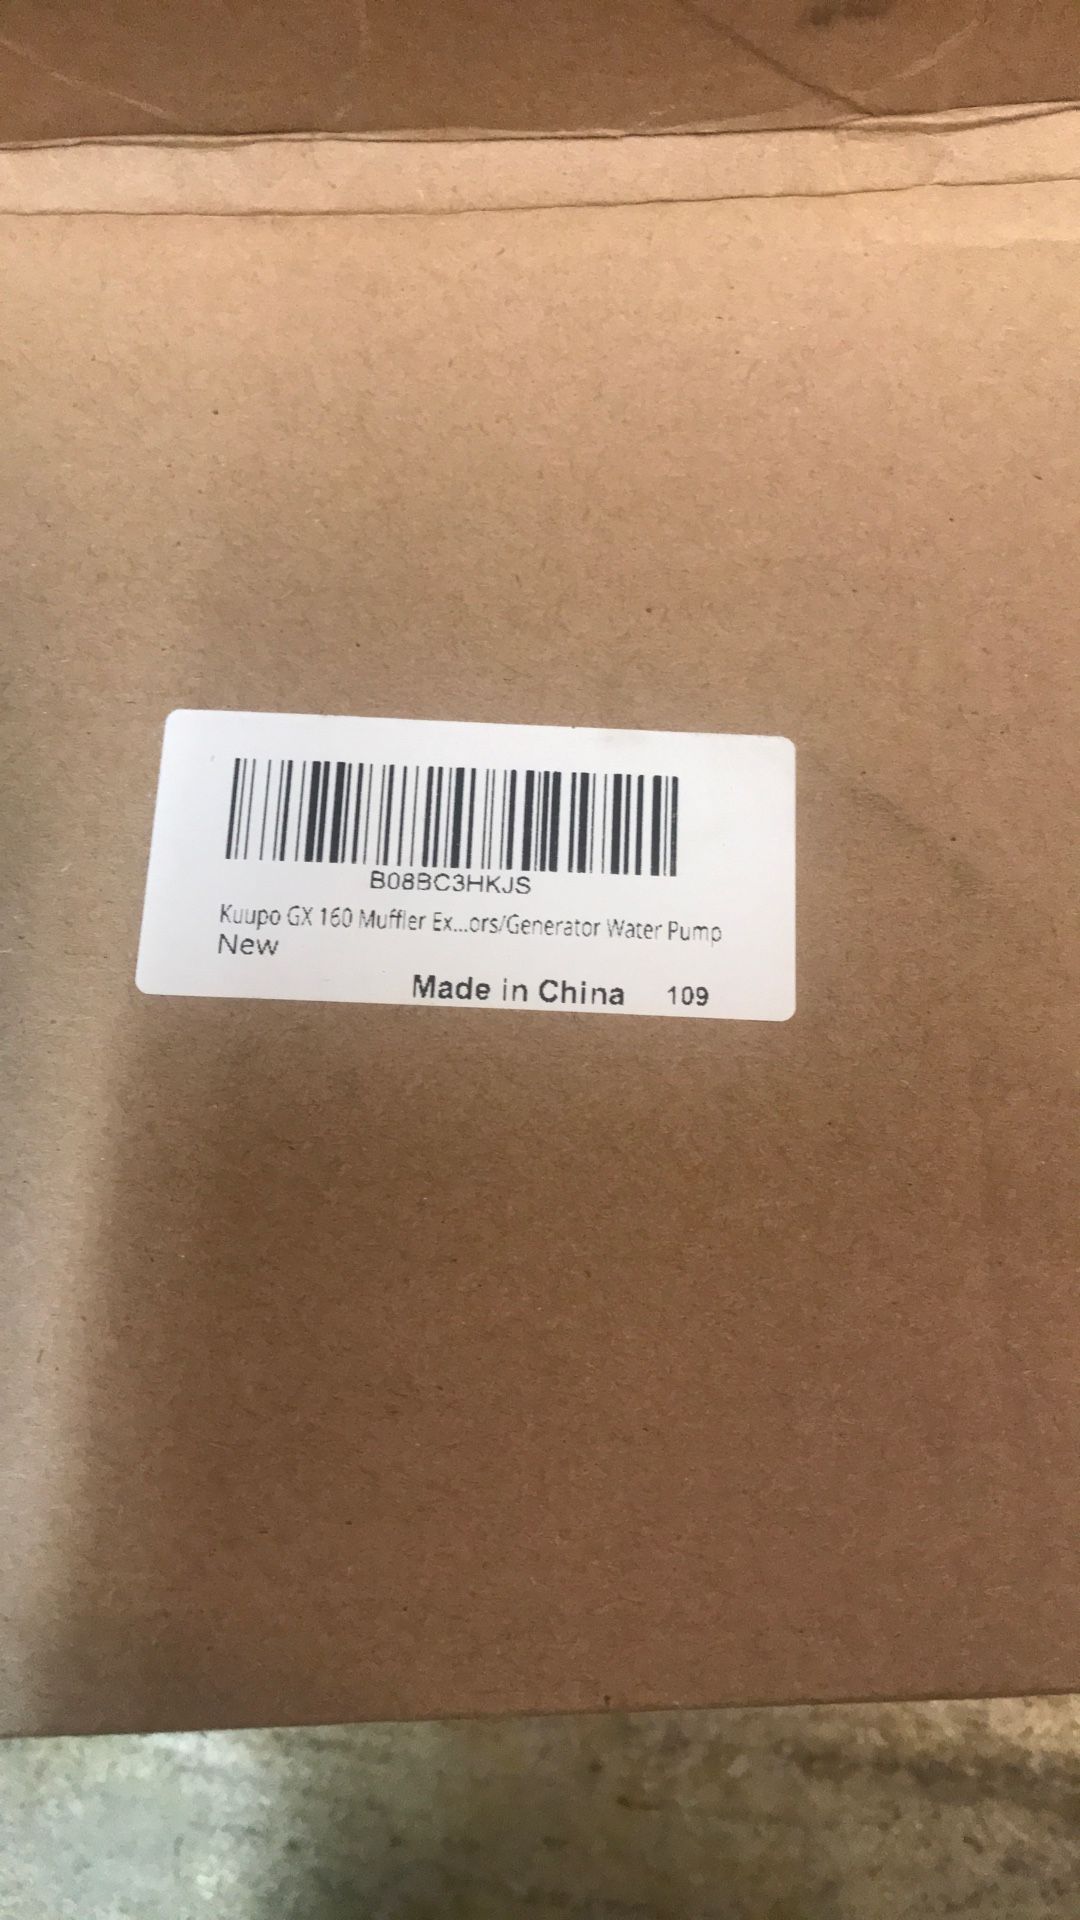 B08BC3HKJS
Kuupo GX 160 Muffler Ex...ors/Generator Water Pump
New
Made in China 109